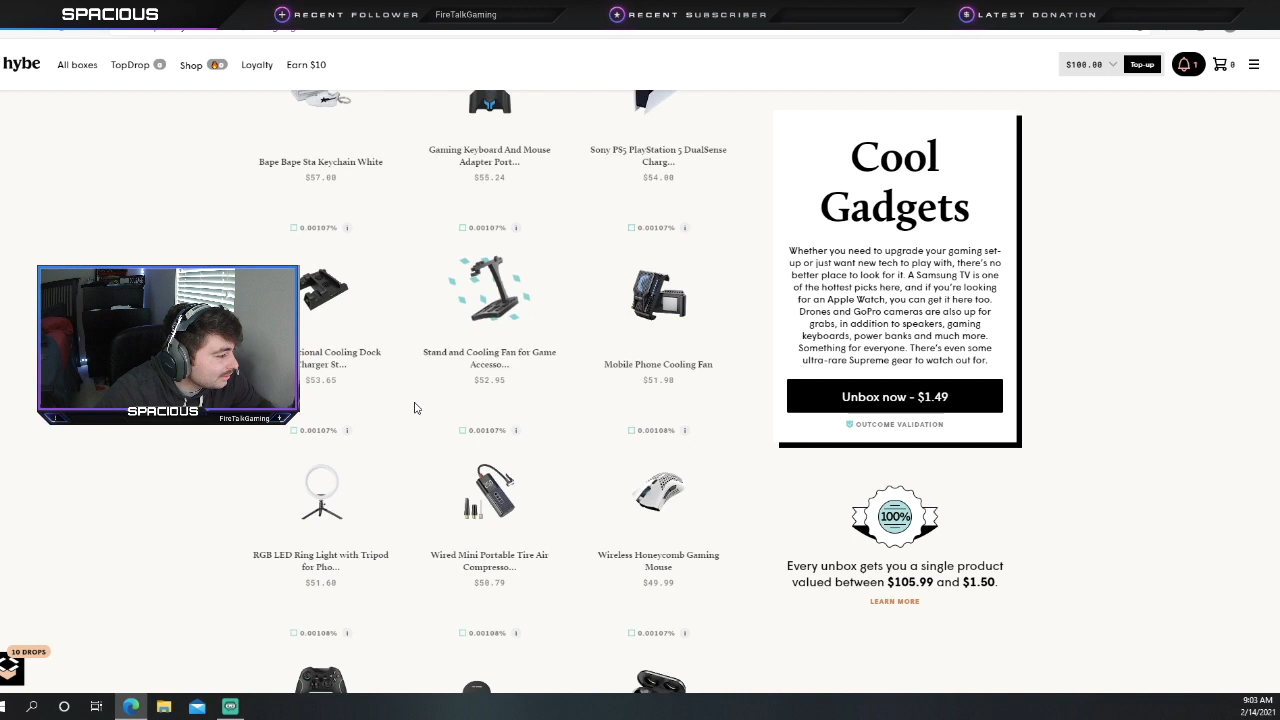 SPACIOUS
RECENT FOLLOWER FireTalkGaming
RECENT SUBSCRIBER
LATEST DONATION
hybe
All boxes
TopDrop 0
Shop
Loyalty
Earn $10
$100.00
Top-up
1
0
Bape Bape Sta Keychain White
$57.00
Gaming Keyboard And Mouse
Adapter Port...
$55.24
Sony PS5 PlayStation 5 DualSense
Charg...
$54.00
0.00107% i
0.00107% i
0.00107% i
ional Cooling Dock
Charger St...
$53.65
Stand and Cooling Fan for Game
Accesso...
$52.95
Mobile Phone Cooling Fan
$51.98
0.00107% i
0.00107% i
0.00108% i
RGB LED Ring Light with Tripod
for Pho...
$51.60
Wired Mini Portable Tire Air
Compresso...
$50.79
Wireless Honeycomb Gaming
Mouse
$49.99
0.00108% i
0.00108% i
0.00107% i
Cool
Gadgets
Whether you need to upgrade your gaming set-
up or just want new tech to play with, there's no
better place to look for it. A Samsung TV is one
of the hottest picks here, and if you're looking
for an Apple Watch, you can get it here too.
Drones and GoPro cameras are also up for
grabs, in addition to speakers, gaming
keyboards, power banks and much more.
Something for everyone. There's even some
ultra-rare Supreme gear to watch out for.
Unbox now - $1.49
OUTCOME VALIDATION
100%
Every unbox gets you a single product
valued between $105.99 and $1.50.
LEARN MORE
SPACIOUS
FireTalkGaming
10 DROPS
9:03 AM
2/14/2021